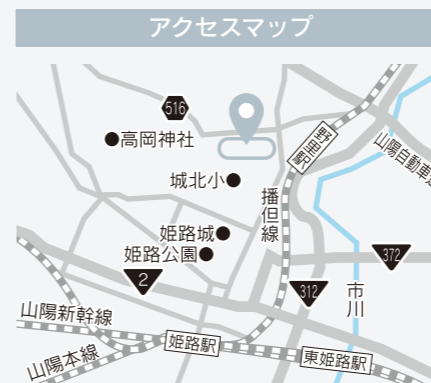 アクセスマップ
516
高岡神社
野里駅
山陽自動車道
城北小
播但線
姫路城
姫路公園
372
2
312
市川
山陽新幹線
姫路駅
東姫路駅
山陽本線